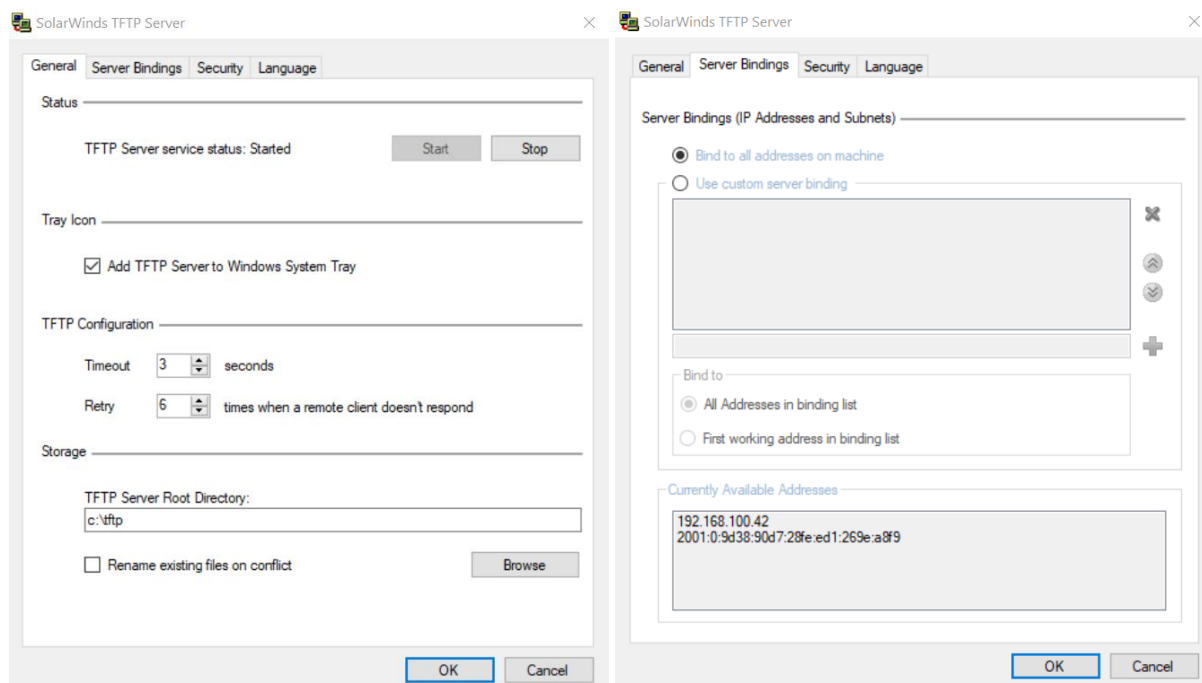 SolarWinds TFTP Server
General Server Bindings Security Language
Status
TFTP Server service status: Started Start Stop
Tray Icon
Add TFTP Server to Windows System Tray
TFTP Configuration
Timeout 3 seconds
Retry 6 times when a remote client doesn't respond
Storage
TFTP Server Root Directory:
c:\tftp
Rename existing files on conflict Browse
OK Cancel
SolarWinds TFTP Server
General Server Bindings Security Language
Server Bindings (IP Addresses and Subnets)
Bind to all addresses on machine
Use custom server binding
Bind to
All Addresses in binding list
First working address in binding list
Currently Available Addresses
192.168.100.42
2001:0:9d38:90d7:28fe:ed1:269e:a8f9
OK Cancel